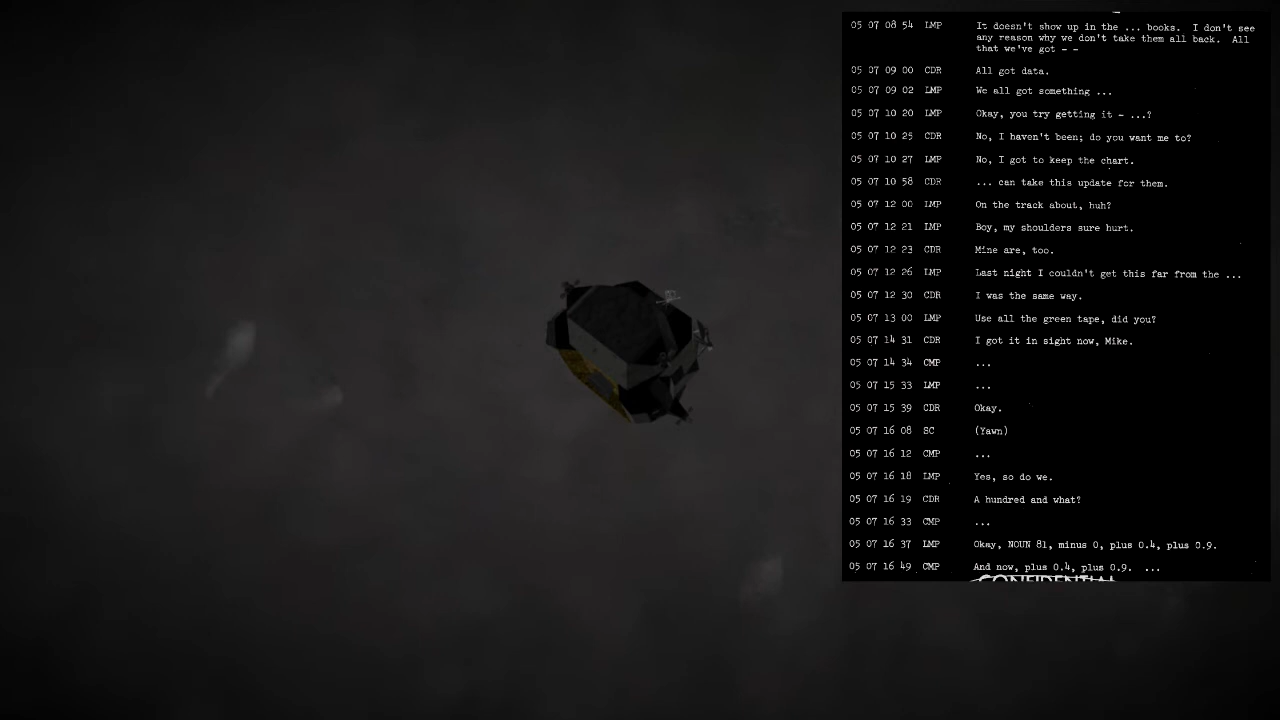 05 07 08 54 LMP It doesn't show up in the ... books. I don't see
any reason why we don't take them all back. All
that we've got - -
05 07 09 00 CDR All got data.
05 07 09 02 LMP We all got something ...
05 07 10 20 LMP Okay, you try getting it - ...?
05 07 10 25 CDR No, I haven't been; do you want me to?
05 07 10 27 LMP No, I got to keep the chart.
05 07 10 58 CDR ... can take this update for them.
05 07 12 00 LMP On the track about, huh?
05 07 12 21 LMP Boy, my shoulders sure hurt.
05 07 12 23 CDR Mine are, too.
05 07 12 26 LMP Last night I couldn't get this far from the ...
05 07 12 30 CDR I was the same way.
05 07 13 00 LMP Use all the green tape, did you?
05 07 14 31 CDR I got it in sight now, Mike.
05 07 14 34 CMP ...
05 07 15 33 LMP ...
05 07 15 39 CDR Okay.
05 07 16 08 SC (Yawn)
05 07 16 12 CMP ...
05 07 16 18 LMP Yes, so do we.
05 07 16 19 CDR A hundred and what?
05 07 16 33 CMP ...
05 07 16 37 LMP Okay, NOUN 81, minus 0, plus 0.4, plus 0.9.
05 07 16 49 CMP And now, plus 0.4, plus 0.9. ...
CONFIDENTIAL